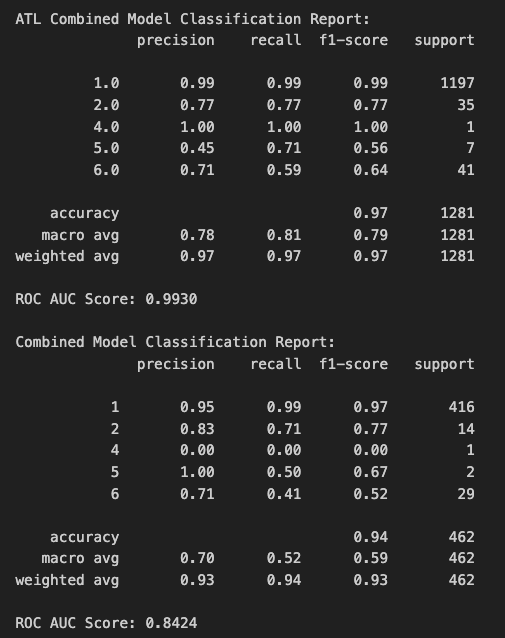 ATL Combined Model Classification Report:
precision recall f1-score support
1.0 0.99 0.99 0.99 1197
2.0 0.77 0.77 0.77 35
4.0 1.00 1.00 1.00 1
5.0 0.45 0.71 0.56 7
6.0 0.71 0.59 0.64 41
accuracy 0.97 1281
macro avg 0.78 0.81 0.79 1281
weighted avg 0.97 0.97 0.97 1281
ROC AUC Score: 0.9930
Combined Model Classification Report:
precision recall f1-score support
1 0.95 0.99 0.97 416
2 0.83 0.71 0.77 14
4 0.00 0.00 0.00 1
5 1.00 0.50 0.67 2
6 0.71 0.41 0.52 29
accuracy 0.94 462
macro avg 0.70 0.52 0.59 462
weighted avg 0.93 0.94 0.93 462
ROC AUC Score: 0.8424